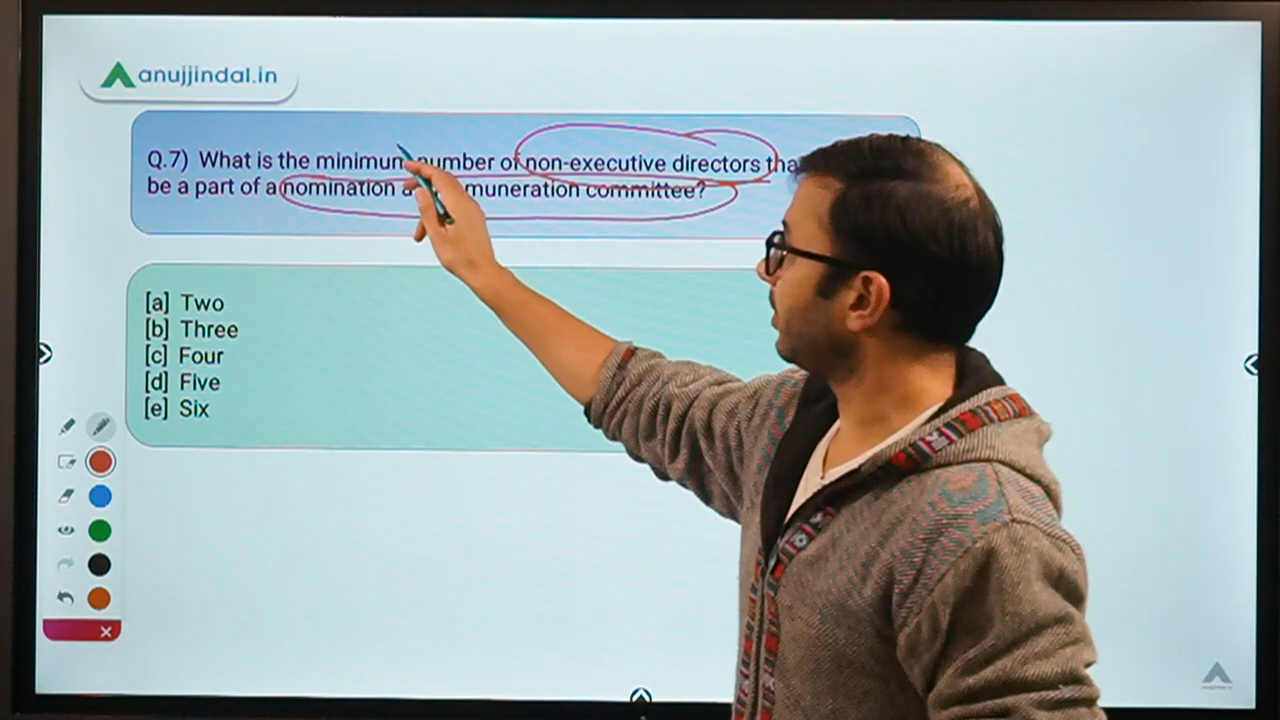 anujjindal.in
Q.7) What is the minimum number of non-executive directors
be a part of a nomination muneration committee?
[a] Two
[b] Three
[c] Four
[d] Five
[e] Six